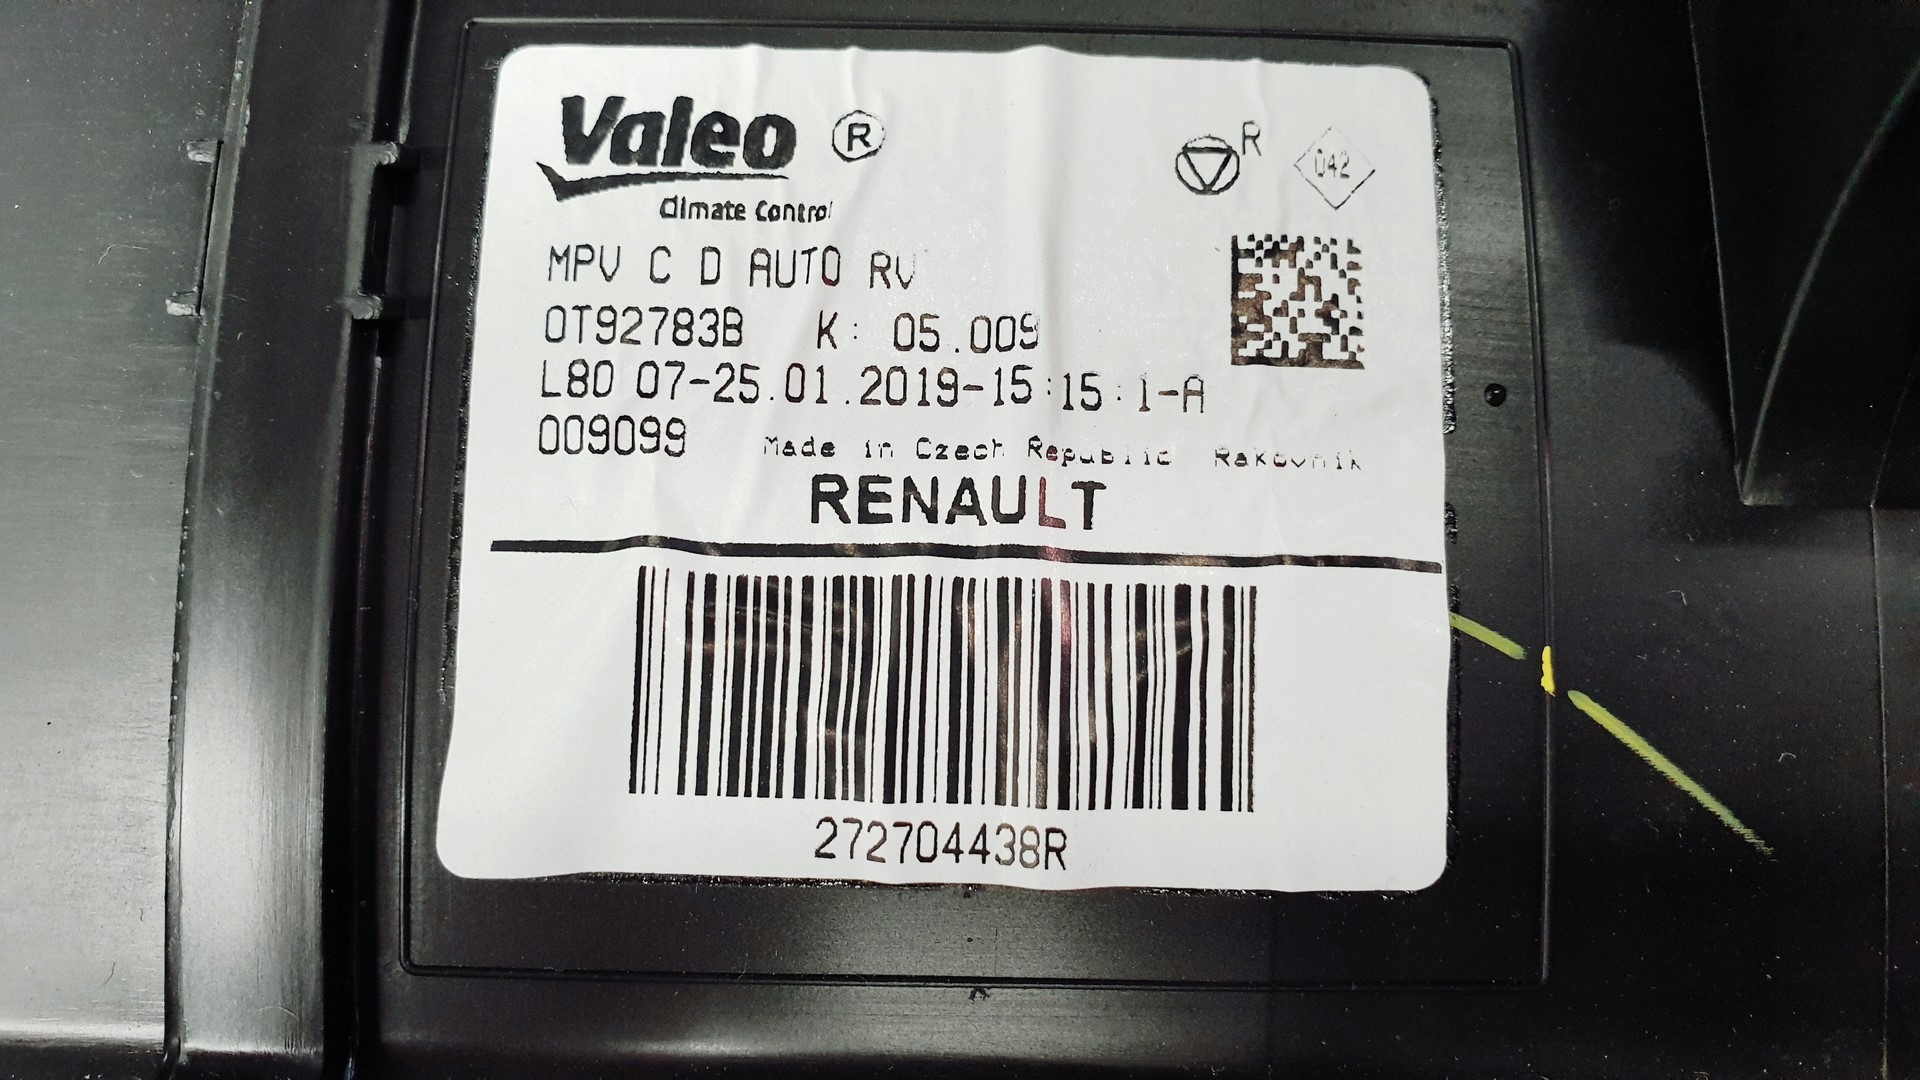 Valeo ®
Climate Control
R
042
MPV C D AUTO RV
0T92783B K: 05.009
L80 07-25.01.2019-15:15:1-A
009099 Made in Czech Republic Rakovnik
RENAULT
272704438R